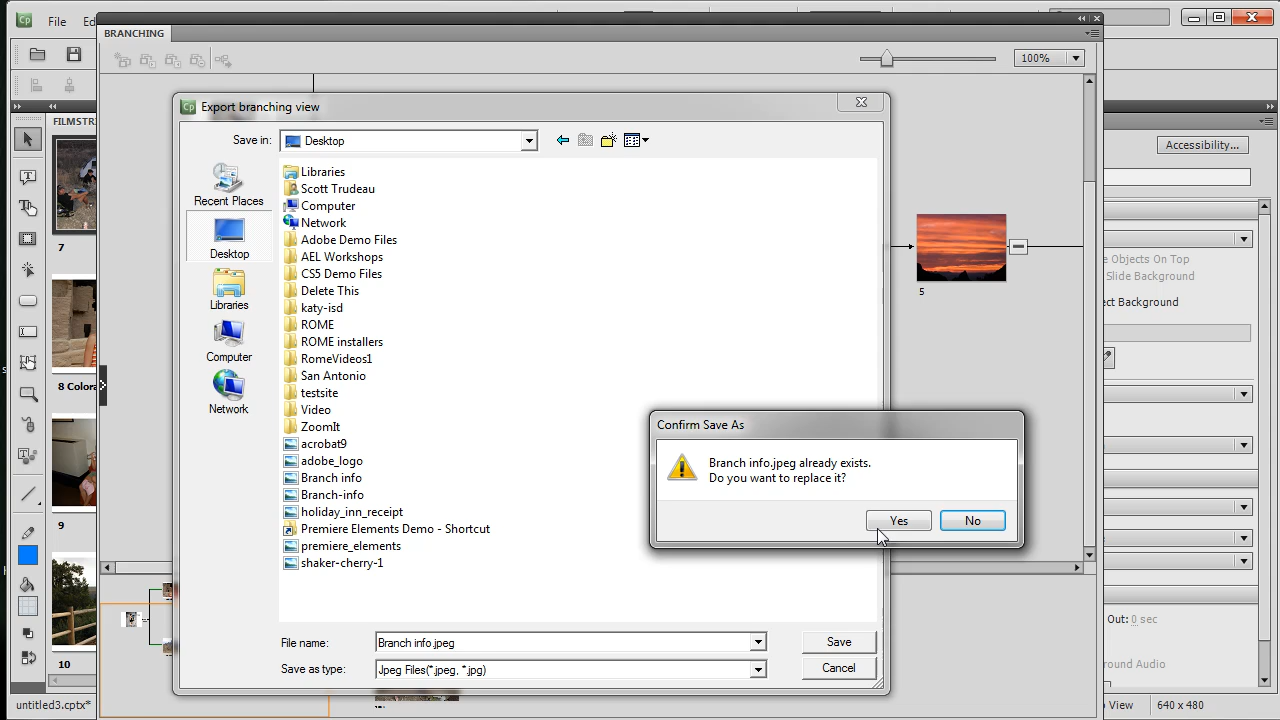 Cp
File
BRANCHING
100%
FILMSTR
Accessibility...
Cp
Export branching view
Save in:
Desktop
Recent Places
Desktop
Libraries
Computer
Network
Libraries
Scott Trudeau
Computer
Network
Adobe Demo Files
AEL Workshops
CS5 Demo Files
Delete This
katy-isd
ROME
ROME installers
RomeVideos1
San Antonio
testsite
Video
ZoomIt
acrobat9
adobe_logo
Branch info
Branch-info
holiday_inn_receipt
Premiere Elements Demo - Shortcut
premiere_elements
shaker-cherry-1
Confirm Save As
Branch info.jpeg already exists.
Do you want to replace it?
Yes
No
File name:
Branch info.jpeg
Save
Save as type:
Jpeg Files(*.jpeg, *.jpg)
Cancel
5
7
8 Colora
9
10
Objects On Top
Slide Background
ect Background
Out: 0 sec
ound Audio
untitled3.cptx*
View
640 x 480